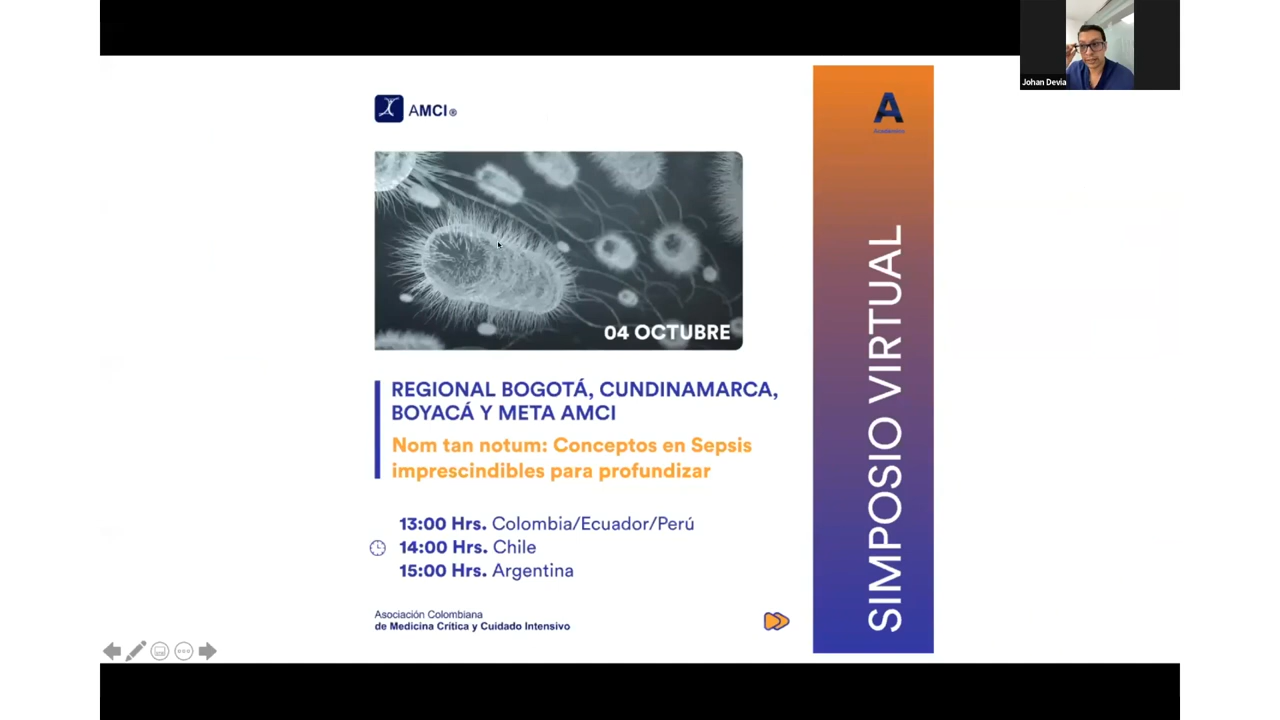 Johan Devia
AMCI®
A
Académico
04 OCTUBRE
REGIONAL BOGOTÁ, CUNDINAMARCA,
BOYACÁ Y META AMCI
Nom tan notum: Conceptos en Sepsis
imprescindibles para profundizar
13:00 Hrs. Colombia/Ecuador/Perú
14:00 Hrs. Chile
15:00 Hrs. Argentina
Asociación Colombiana
de Medicina Crítica y Cuidado Intensivo
SIMPOSIO VIRTUAL